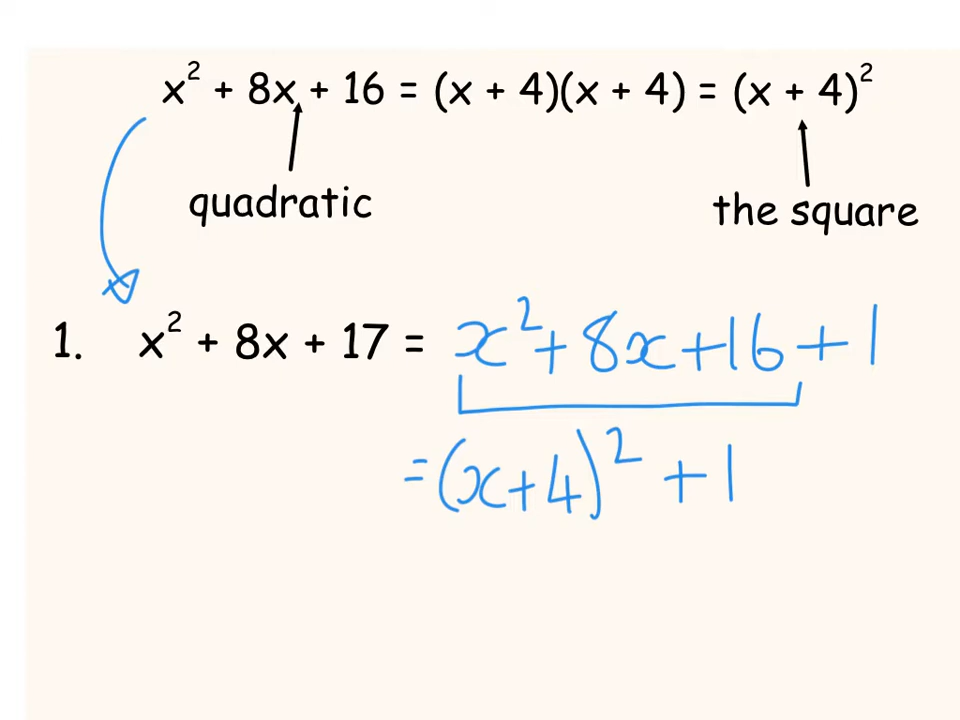 x² + 8x + 16 = (x + 4)(x + 4) = (x + 4)²
quadratic
the square
1. x² + 8x + 17 = x² + 8x + 16 + 1
= (x + 4)² + 1